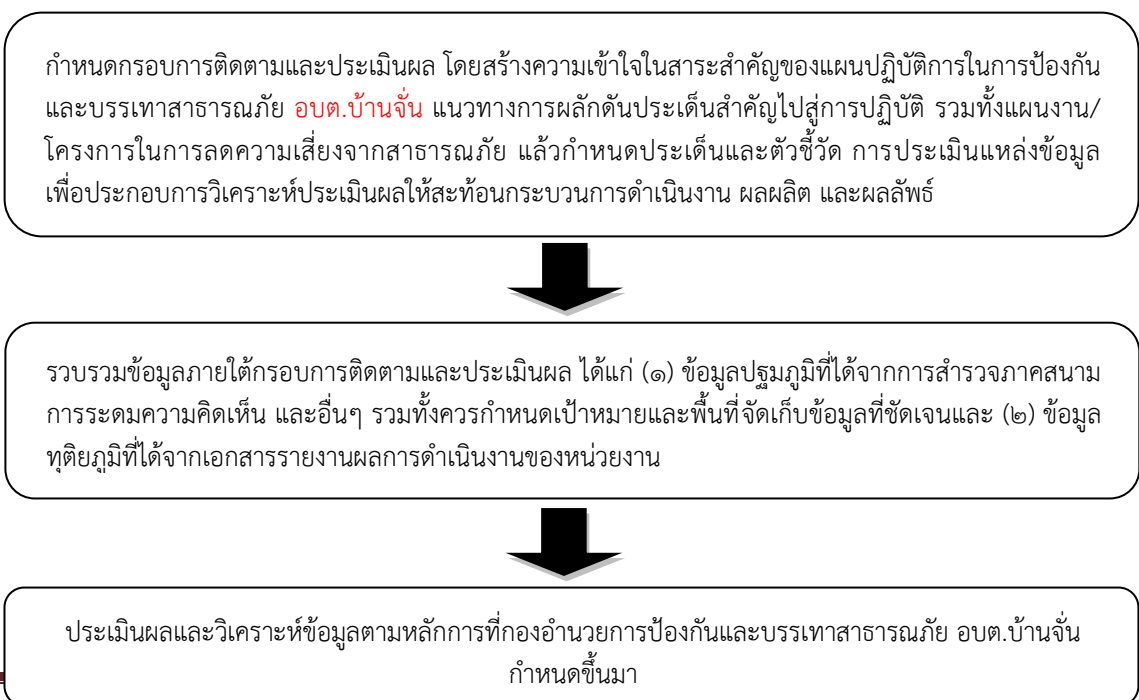 กำหนดกรอบการติดตามและประเมินผล โดยสร้างความเข้าใจในสาระสำคัญของแผนปฏิบัติการในการป้องกัน
และบรรเทาสาธารณภัย อบต.บ้านจั่น แนวทางการผลักดันประเด็นสำคัญไปสู่การปฏิบัติ รวมทั้งแผนงาน/
โครงการในการลดความเสี่ยงจากสาธารณภัย แล้วกำหนดประเด็นและตัวชี้วัด การประเมินแหล่งข้อมูล
เพื่อประกอบการวิเคราะห์ประเมินผลให้สะท้อนกระบวนการดำเนินงาน ผลผลิต และผลลัพธ์
รวบรวมข้อมูลภายใต้กรอบการติดตามและประเมินผล ได้แก่ (๑) ข้อมูลปฐมภูมิที่ได้จากการสำรวจภาคสนาม
การระดมความคิดเห็น และอื่นๆ รวมทั้งควรกำหนดเป้าหมายและพื้นที่จัดเก็บข้อมูลที่ชัดเจนและ (๒) ข้อมูล
ทุติยภูมิที่ได้จากเอกสารรายงานผลการดำเนินงานของหน่วยงาน
ประเมินผลและวิเคราะห์ข้อมูลตามหลักการที่กองอำนวยการป้องกันและบรรเทาสาธารณภัย อบต.บ้านจั่น
กำหนดขึ้นมา